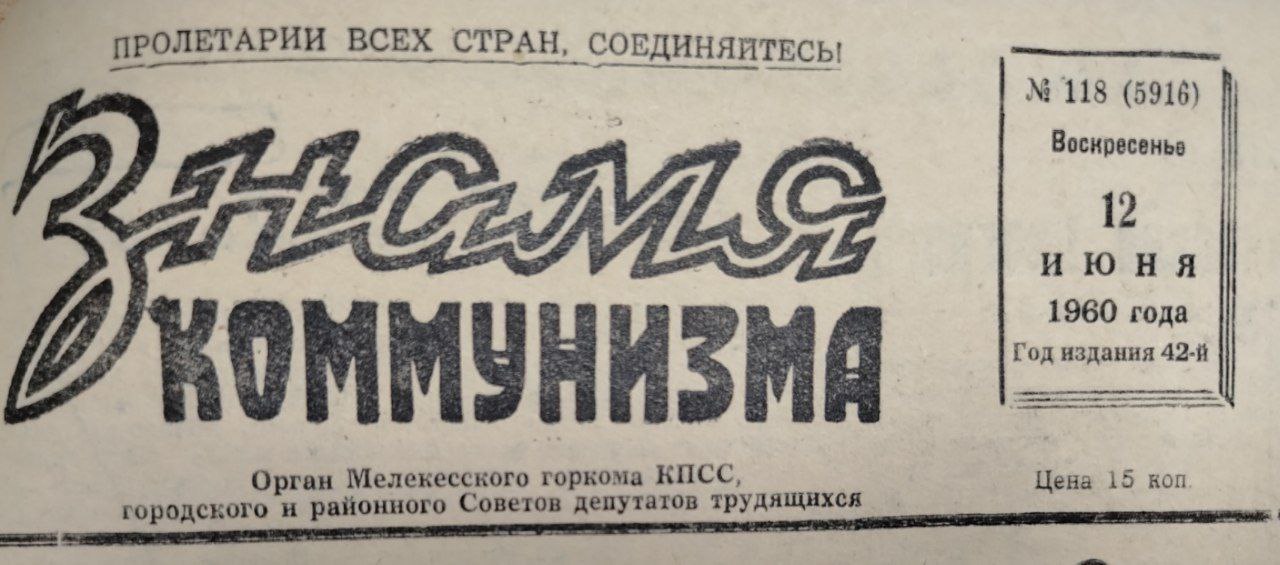 ПРОЛЕТАРИИ ВСЕХ СТРАН, СОЕДИНЯЙТЕСЬ!
Знамя
КОММУНИЗМА
Орган Мелекесского горкома КПСС,
городского и районного Советов депутатов трудящихся
№ 118 (5916)
Воскресенье
12
ИЮНЯ
1960 года
Год издания 42-й
Цена 15 коп.